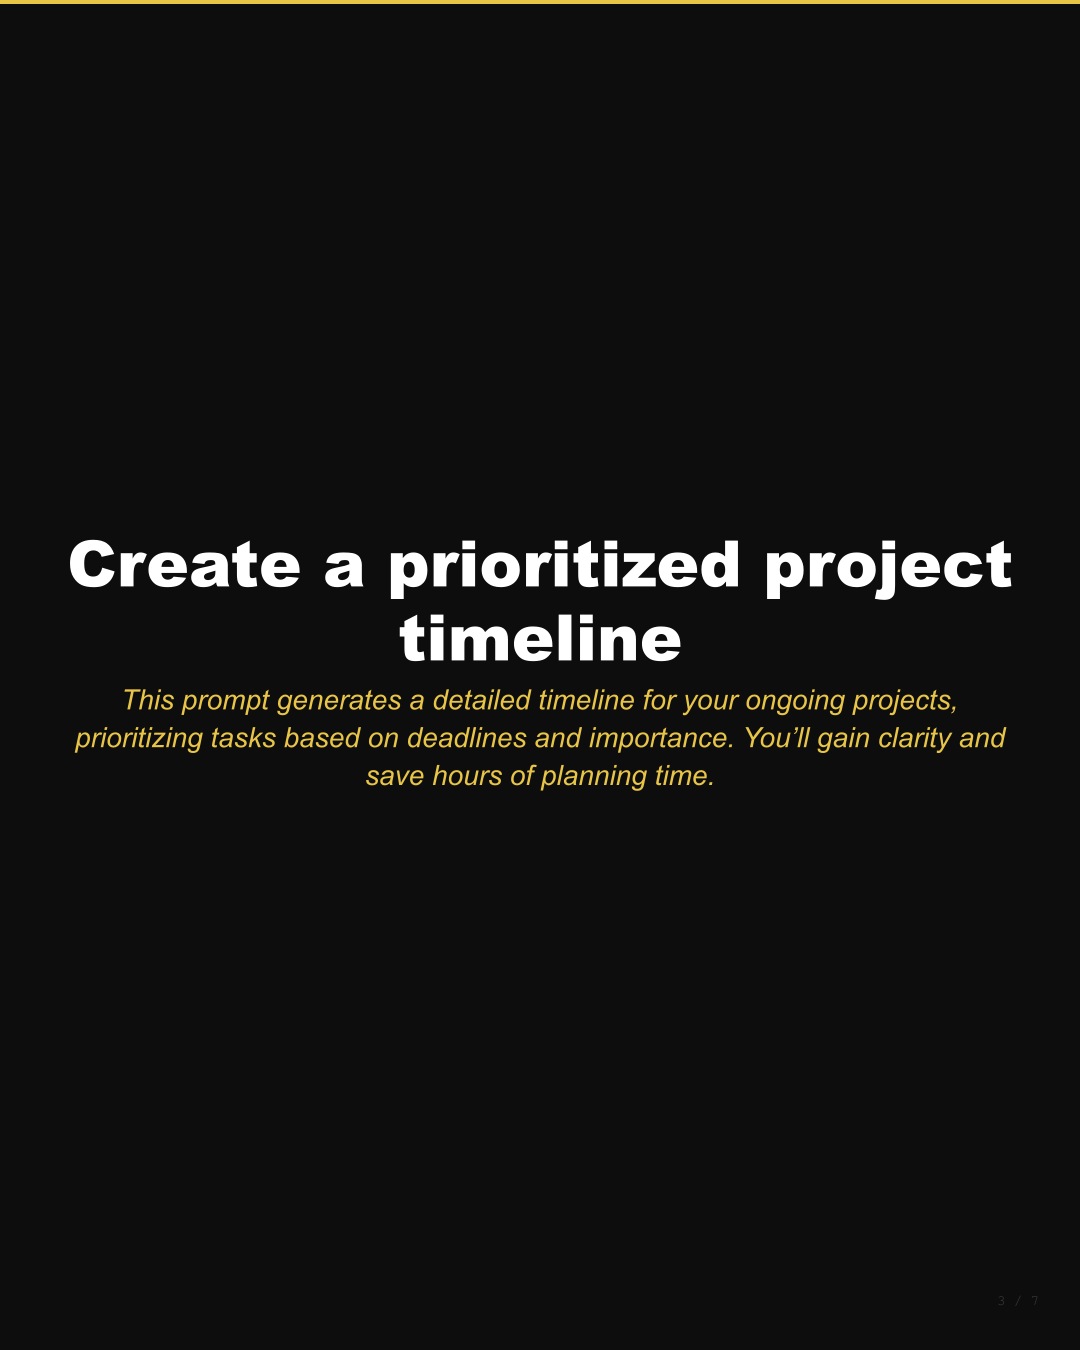 Create a prioritized project
timeline
This prompt generates a detailed timeline for your ongoing projects,
prioritizing tasks based on deadlines and importance. You’ll gain clarity and
save hours of planning time.
3 / 7